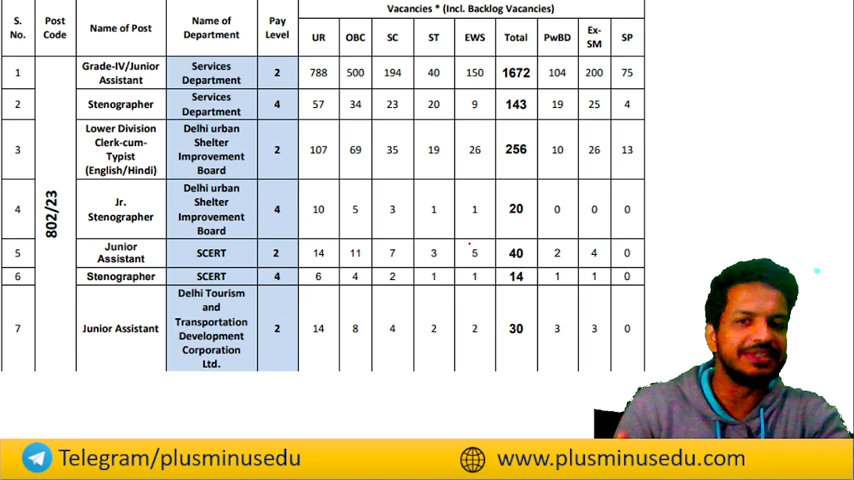 Vacancies * (Incl. Backlog Vacancies)
S. No. Post Code Name of Post Name of Department Pay Level UR OBC SC ST EWS Total PwBD Ex-SM SP
802/23
1 Grade-IV/Junior Assistant Services Department 2 788 500 194 40 150 1672 104 200 75
2 Stenographer Services Department 4 57 34 23 20 9 143 19 25 4
3 Lower Division Clerk-cum-Typist (English/Hindi) Delhi urban Shelter Improvement Board 2 107 69 35 19 26 256 10 26 13
4 Jr. Stenographer Delhi urban Shelter Improvement Board 4 10 5 3 1 1 20 0 0 0
5 Junior Assistant SCERT 2 14 11 7 3 5 40 2 4 0
6 Stenographer SCERT 4 6 4 2 1 1 14 1 1 0
7 Junior Assistant Delhi Tourism and Transportation Development Corporation Ltd. 2 14 8 4 2 2 30 3 3 0
Telegram/plusminusedu
www.plusminusedu.com